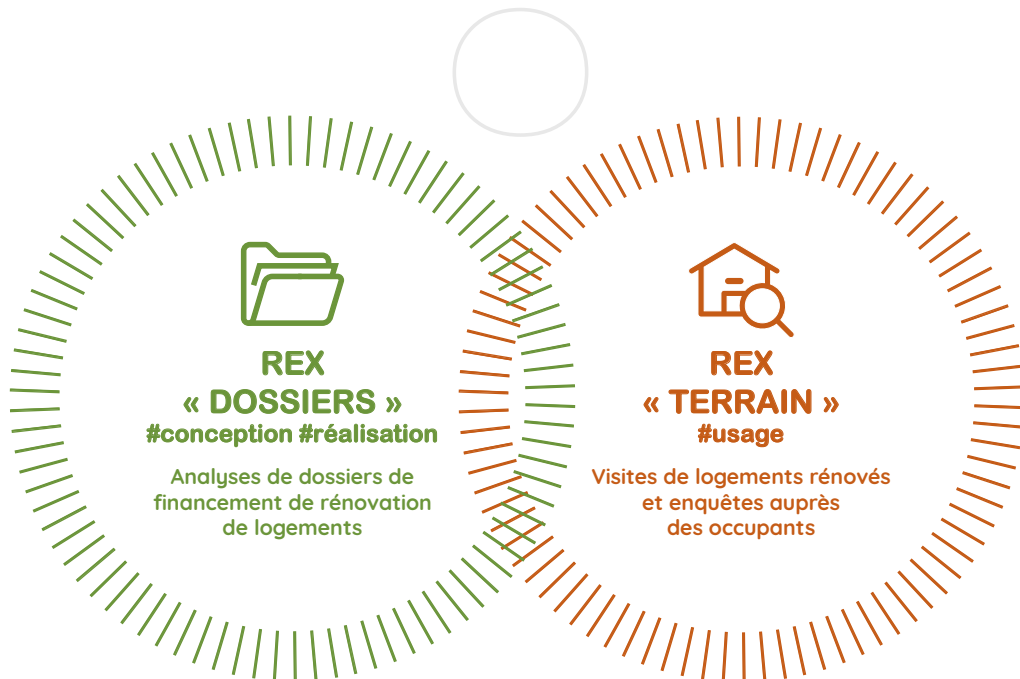 REX
« DOSSIERS »
#conception #réalisation
Analyses de dossiers de
financement de rénovation
de logements
REX
« TERRAIN »
#usage
Visites de logements rénovés
et enquêtes auprès
des occupants